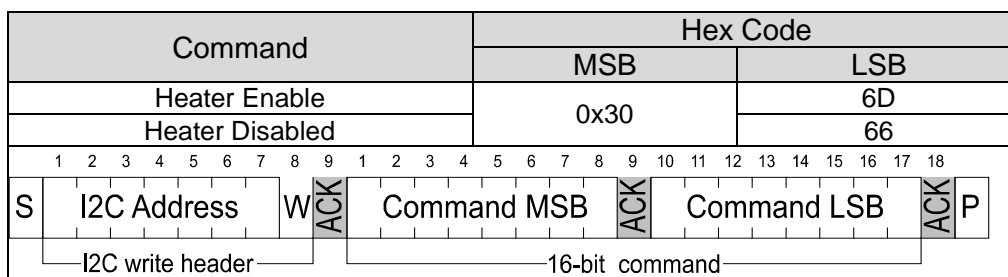 Command Hex Code
MSB LSB
Heater Enable 0x30 6D
Heater Disabled 66
1 2 3 4 5 6 7 8 9 1 2 3 4 5 6 7 8 9 10 11 12 13 14 15 16 17 18
S I2C Address W ACK Command MSB ACK Command LSB ACK P
I2C write header 16-bit command